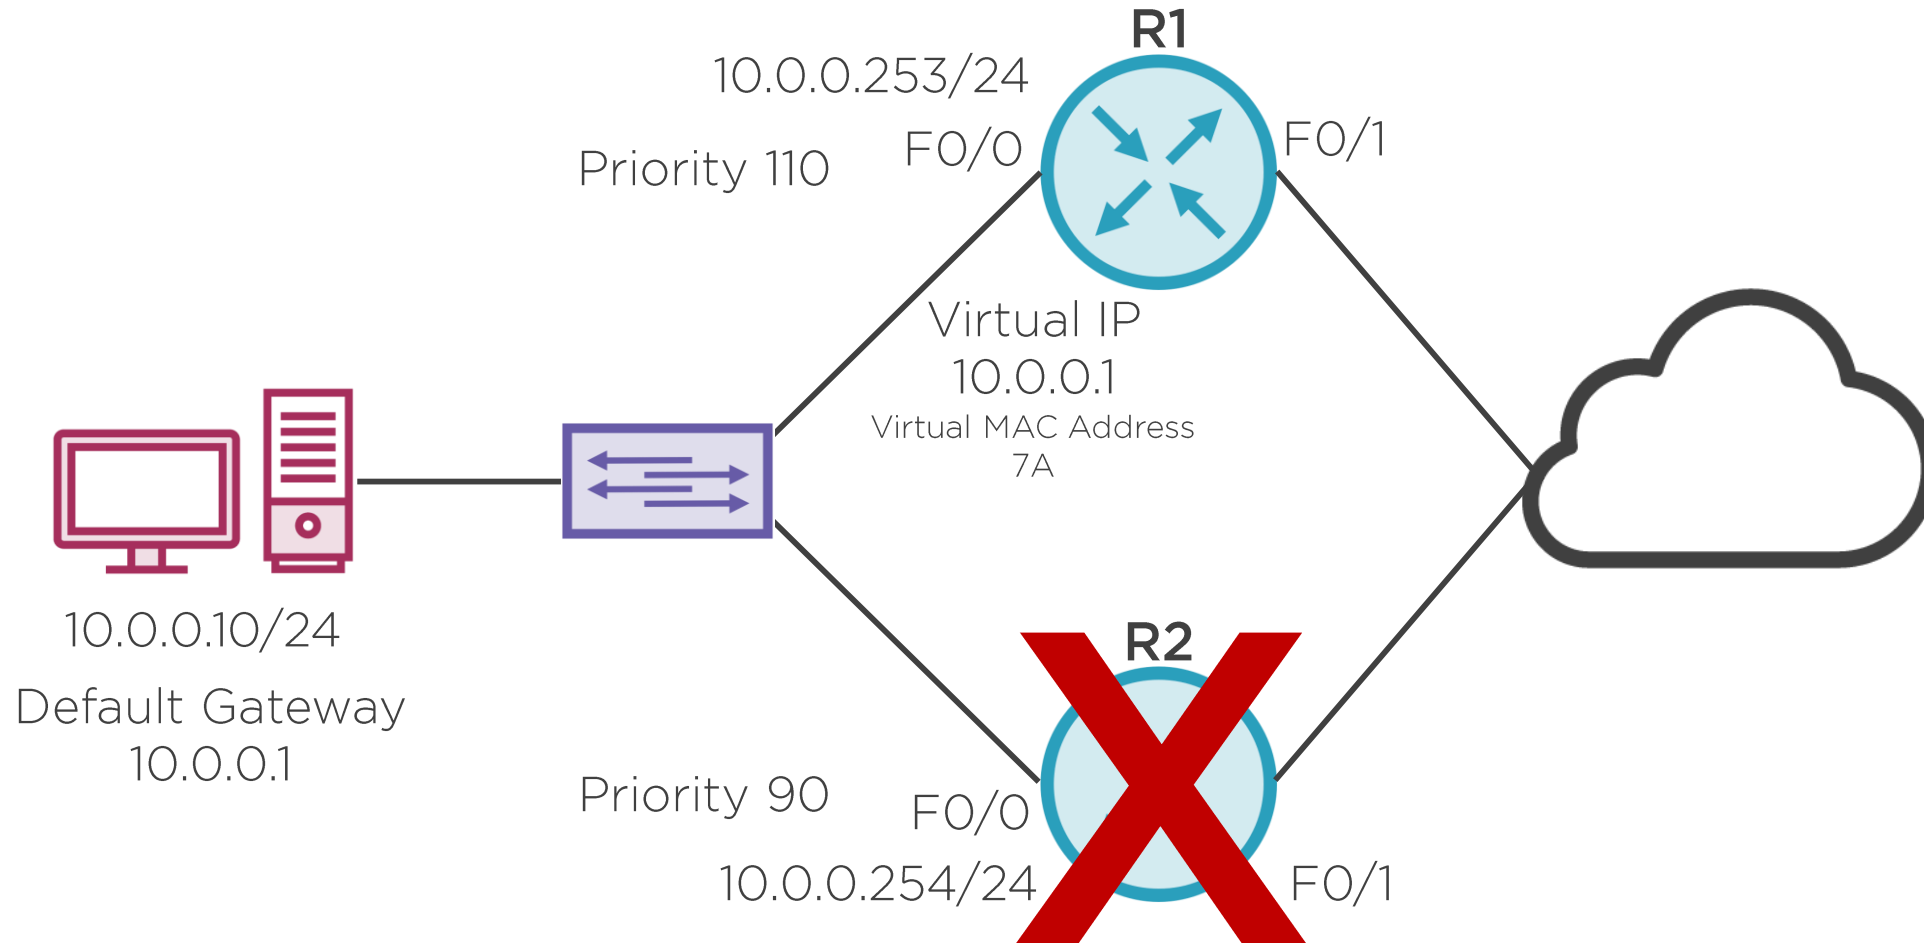 R1
10.0.0.253/24
F0/0
F0/1
Priority 110
Virtual IP
10.0.0.1
Virtual MAC Address
7A
10.0.0.10/24
Default Gateway
10.0.0.1
R2
Priority 90
F0/0
10.0.0.254/24
F0/1